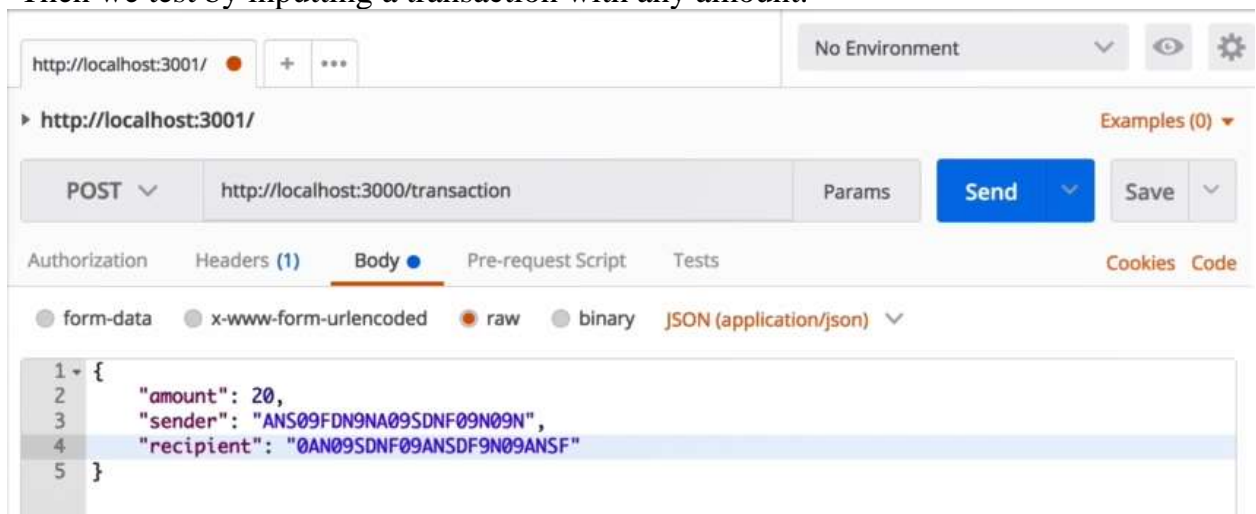 Then we test by inputting a transaction with any amount.
http://localhost:3001/ + ••• No Environment
http://localhost:3001/ Examples (0)
POST http://localhost:3000/transaction Params Send Save
Authorization Headers (1) Body Pre-request Script Tests Cookies Code
form-data x-www-form-urlencoded raw binary JSON (application/json)
1 {
2 "amount": 20,
3 "sender": "ANS09FDN9NA09SDNF09N09N",
4 "recipient": "0AN09SDNF09ANSDF9N09ANSF"
5 }